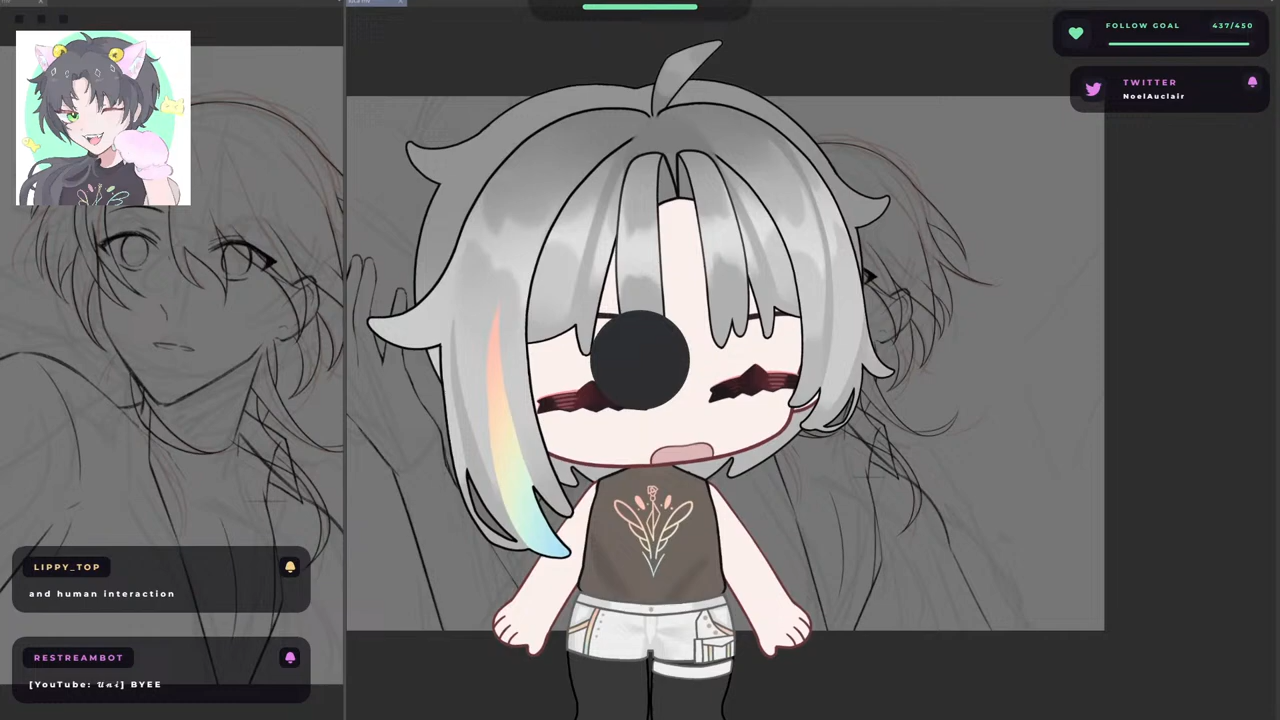 FOLLOW GOAL 437/450
TWITTER
NoelAuclair
LIPPY_TOP
and human interaction
RESTREAMBOT
[YouTube: 𝖀𝖓𝖎] BYEE